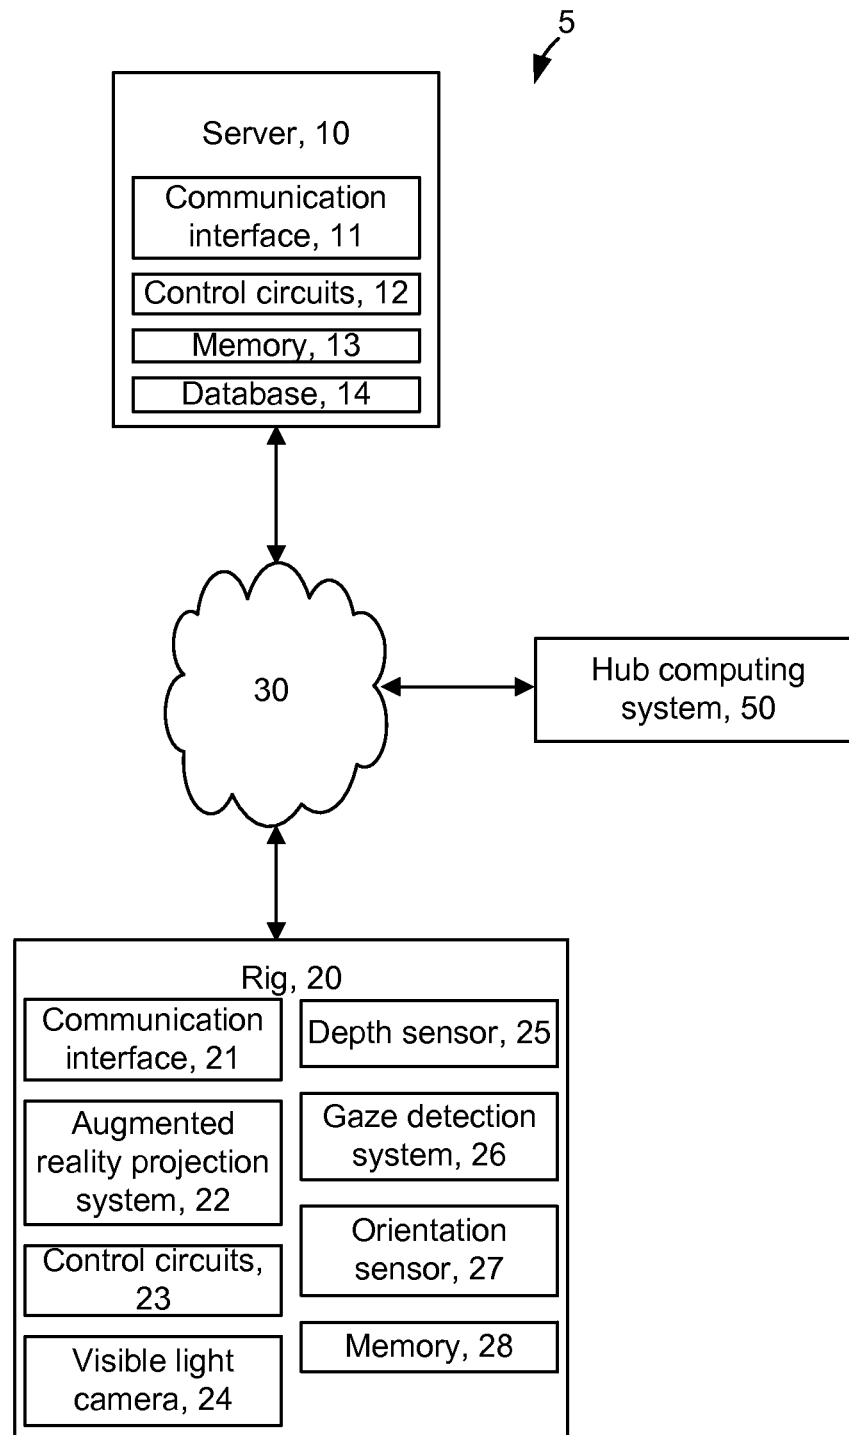 5
Server, 10
Communication
interface, 11
Control circuits, 12
Memory, 13
Database, 14
30
Hub computing
system, 50
Rig, 20
Communication
interface, 21
Augmented
reality projection
system, 22
Control circuits,
23
Visible light
camera, 24
Depth sensor, 25
Gaze detection
system, 26
Orientation
sensor, 27
Memory, 28